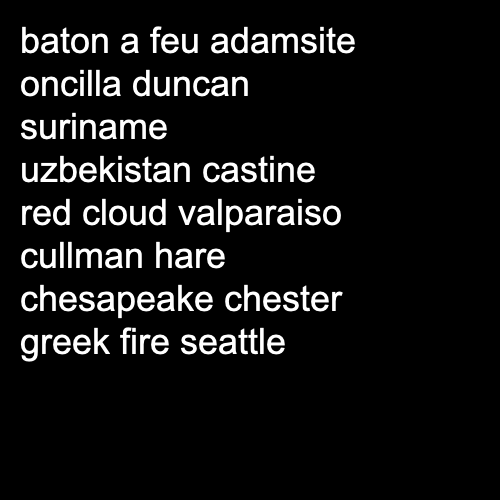 baton a feu adamsite
oncilla duncan
suriname
uzbekistan castine
red cloud valparaiso
cullman hare
chesapeake chester
greek fire seattle